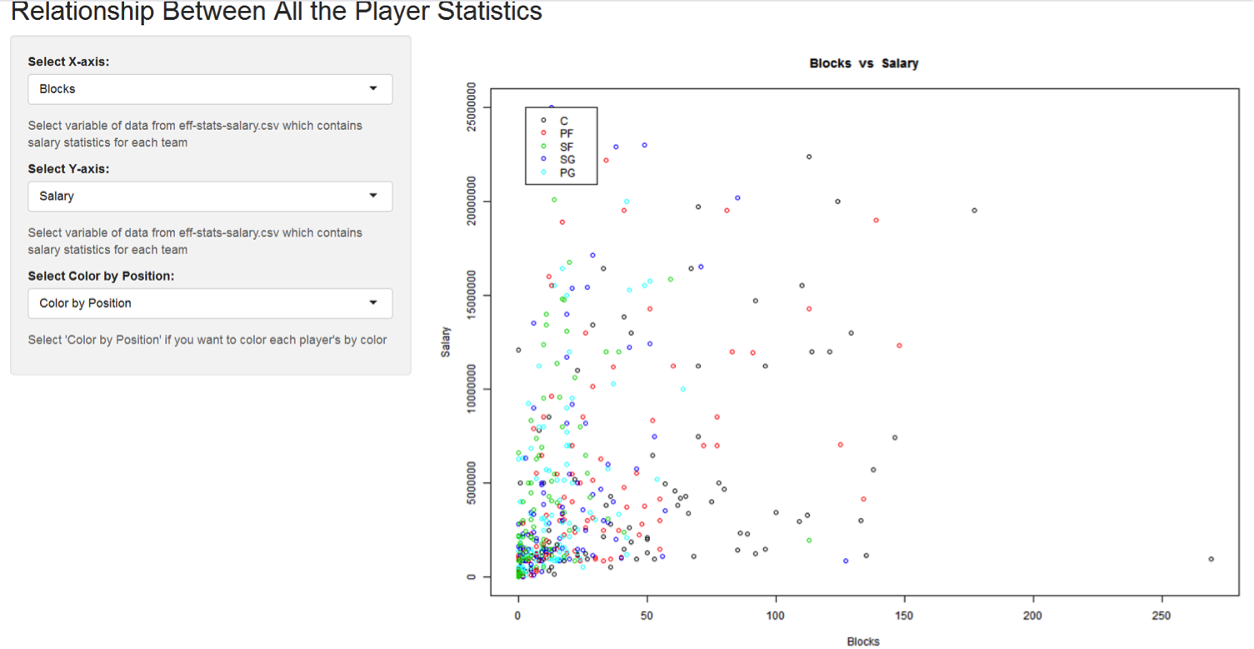 Relationship Between All the Player Statistics
Select X-axis:
Blocks
Select variable of data from eff-stats-salary.csv which contains
salary statistics for each team
Select Y-axis:
Salary
Select variable of data from eff-stats-salary.csv which contains
salary statistics for each team
Select Color by Position:
Color by Position
Select 'Color by Position' if you want to color each player's by color
Blocks vs Salary
C
PF
SF
SG
PG
25000000
20000000
15000000
10000000
5000000
0
Salary
0 50 100 150 200 250
Blocks